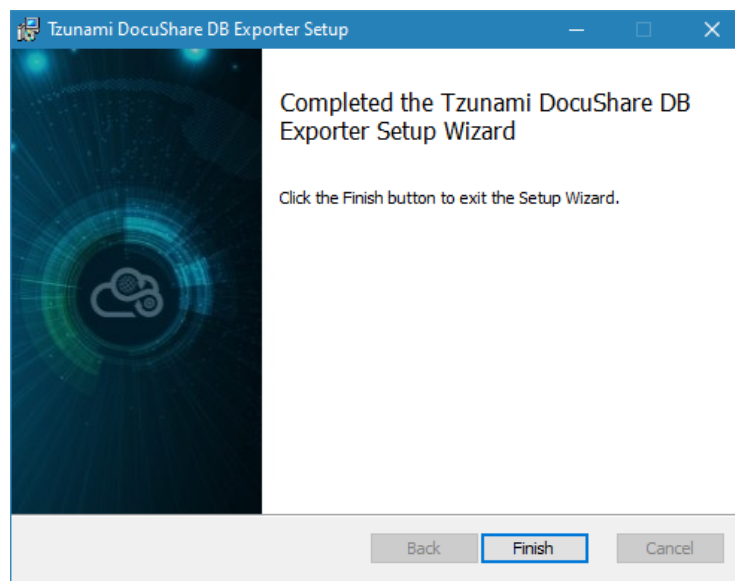 Tzunami DocuShare DB Exporter Setup
Completed the Tzunami DocuShare DB
Exporter Setup Wizard
Click the Finish button to exit the Setup Wizard.
Back
Finish
Cancel